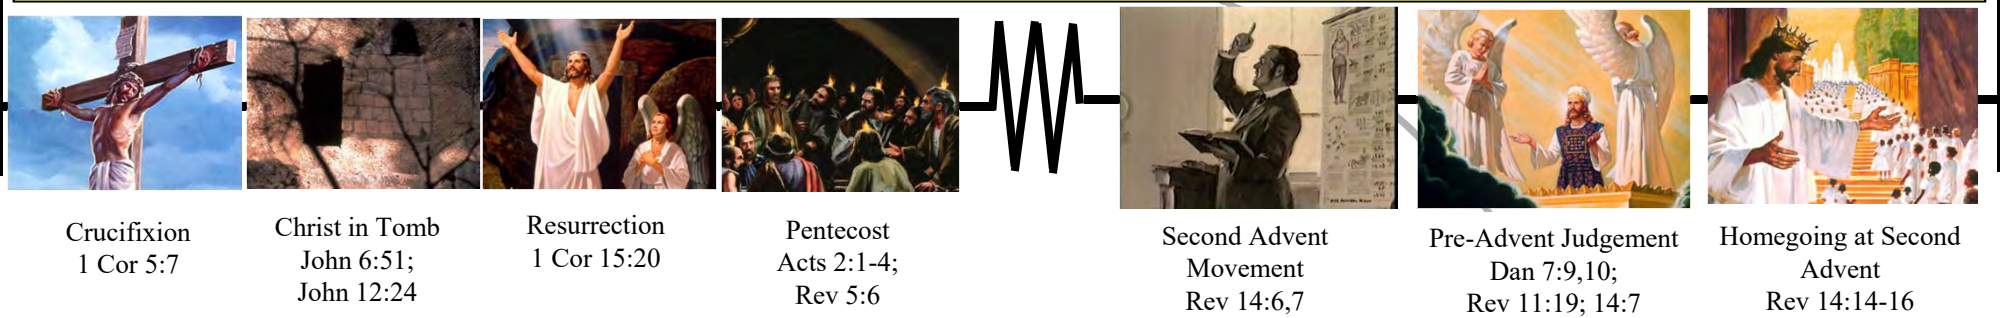 Crucifixion
1 Cor 5:7
Christ in Tomb
John 6:51;
John 12:24
Resurrection
1 Cor 15:20
Pentecost
Acts 2:1-4;
Rev 5:6
Second Advent
Movement
Rev 14:6,7
Pre-Advent Judgement
Dan 7:9,10;
Rev 11:19; 14:7
Homegoing at Second
Advent
Rev 14:14-16